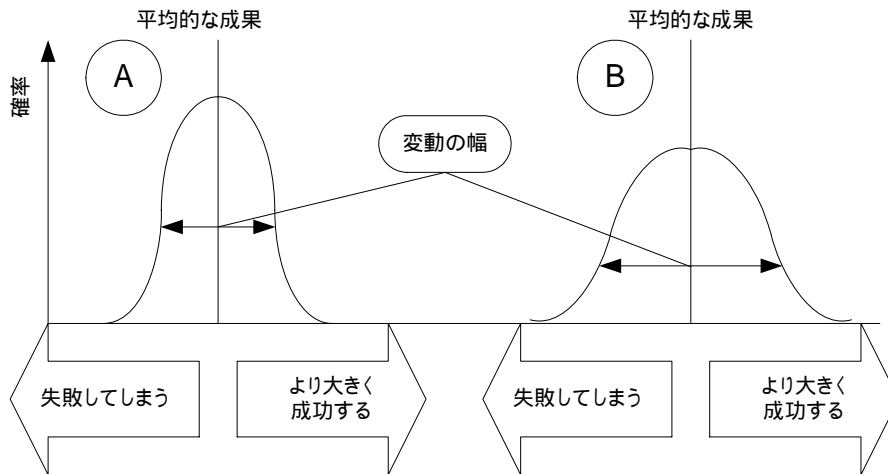 平均的な成果
平均的な成果
A
B
確率
変動の幅
失敗してしまう
より大きく
成功する
失敗してしまう
より大きく
成功する